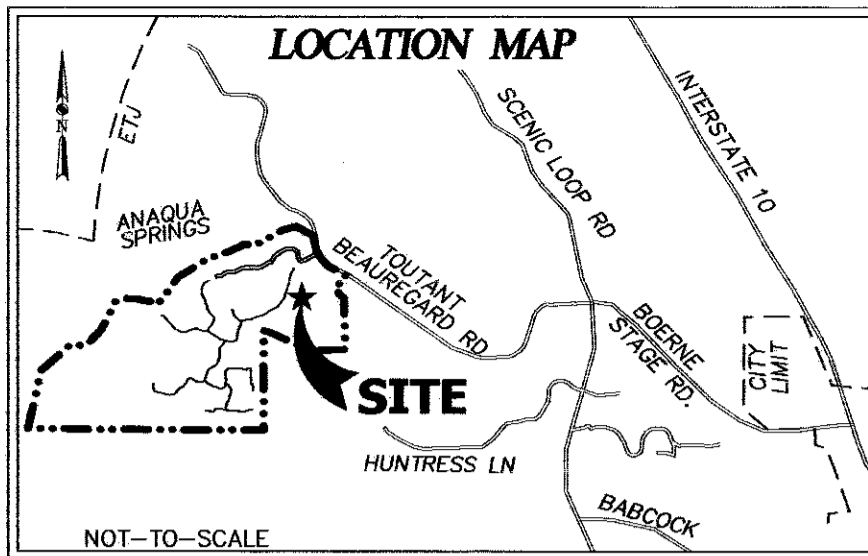 LOCATION MAP
N
ETJ
ANAQUA
SPRINGS
SCENIC LOOP RD
INTERSTATE 10
TOUTANT
BEAUREGARD RD
BOERNE
STAGE RD.
CITY
LIMIT
SITE
HUNTRESS LN
BABCOCK
NOT-TO-SCALE